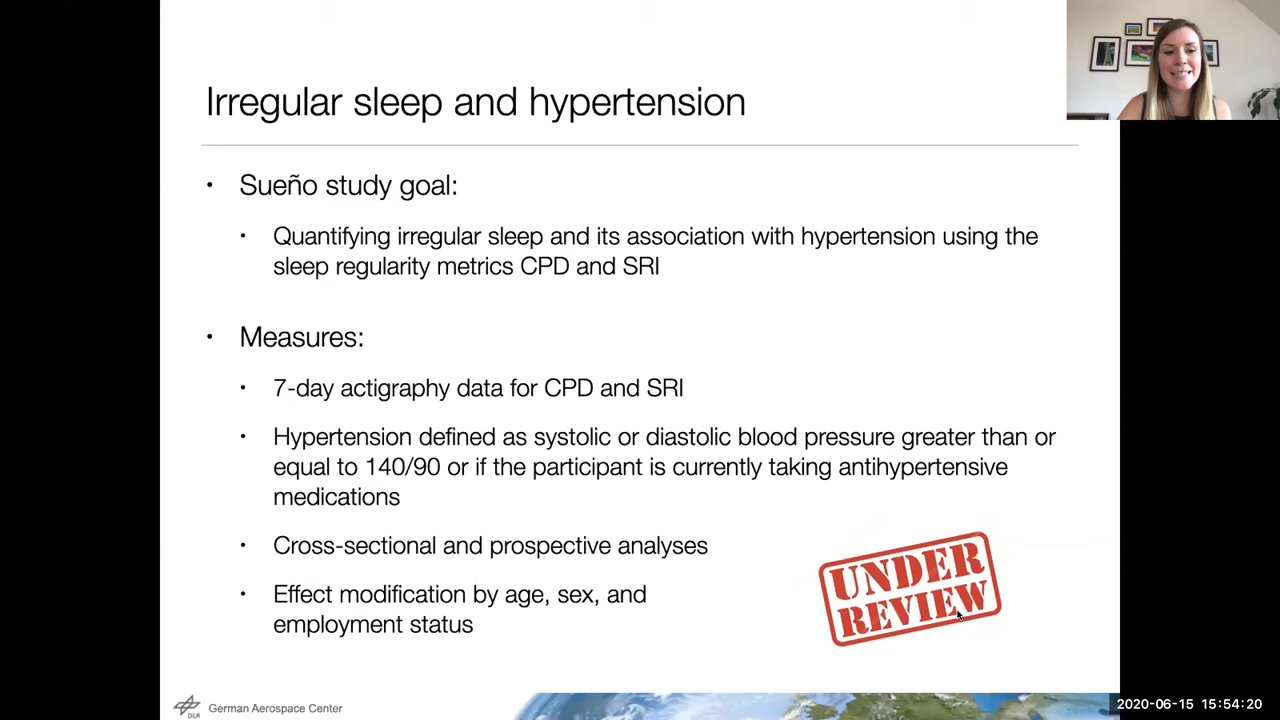 Irregular sleep and hypertension
• Sueño study goal:
• Quantifying irregular sleep and its association with hypertension using the
sleep regularity metrics CPD and SRI
• Measures:
• 7-day actigraphy data for CPD and SRI
• Hypertension defined as systolic or diastolic blood pressure greater than or
equal to 140/90 or if the participant is currently taking antihypertensive
medications
• Cross-sectional and prospective analyses
• Effect modification by age, sex, and
employment status
UNDER
REVIEW
DLR
German Aerospace Center
2020-06-15 15:54:20